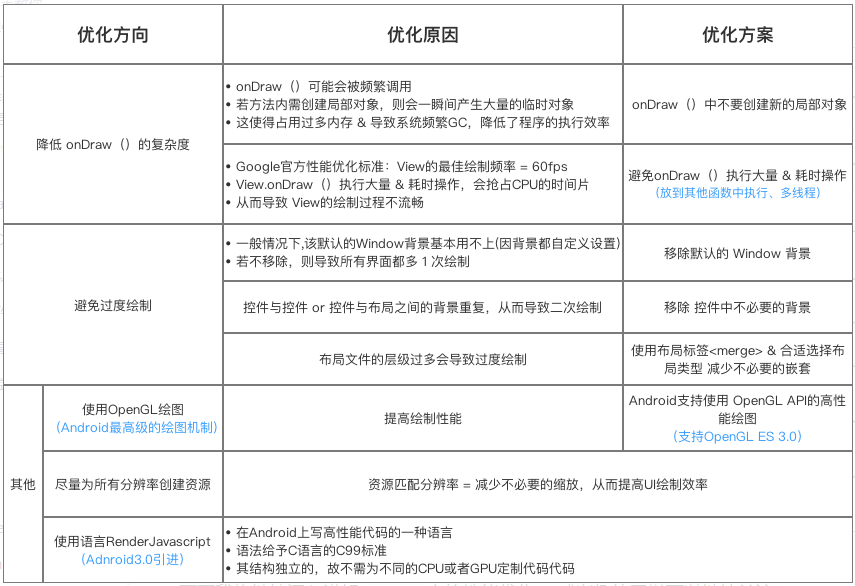 优化方向
优化原因
优化方案
降低 onDraw（）的复杂度
• onDraw（）可能会被频繁调用
• 若方法内需创建局部对象，则会一瞬间产生大量的临时对象
• 这使得占用过多内存 & 导致系统频繁GC，降低了程序的执行效率
onDraw（）中不要创建新的局部对象
• Google官方性能优化标准：View的最佳绘制频率 = 60fps
• View.onDraw（）执行大量 & 耗时操作，会抢占CPU的时间片
• 从而导致 View的绘制过程不流畅
避免onDraw（）执行大量 & 耗时操作
（放到其他函数中执行、多线程）
避免过度绘制
• 一般情况下,该默认的Window背景基本用不上(因背景都自定义设置)
• 若不移除，则导致所有界面都多 1 次绘制
移除默认的 Window 背景
控件与控件 or 控件与布局之间的背景重复，从而导致二次绘制
移除 控件中不必要的背景
布局文件的层级过多会导致过度绘制
使用布局标签<merge> & 合适选择布
局类型 减少不必要的嵌套
其他
使用OpenGL绘图
（Android最高级的绘图机制）
提高绘制性能
Android支持使用 OpenGL API的高性
能绘图
（支持OpenGL ES 3.0）
尽量为所有分辨率创建资源
资源匹配分辨率 = 减少不必要的缩放，从而提高UI绘制效率
使用语言RenderJavascript
（Adnroid3.0引进）
• 在Android上写高性能代码的一种语言
• 语法给予C语言的C99标准
• 其结构独立的，故不需为不同的CPU或者GPU定制代码代码